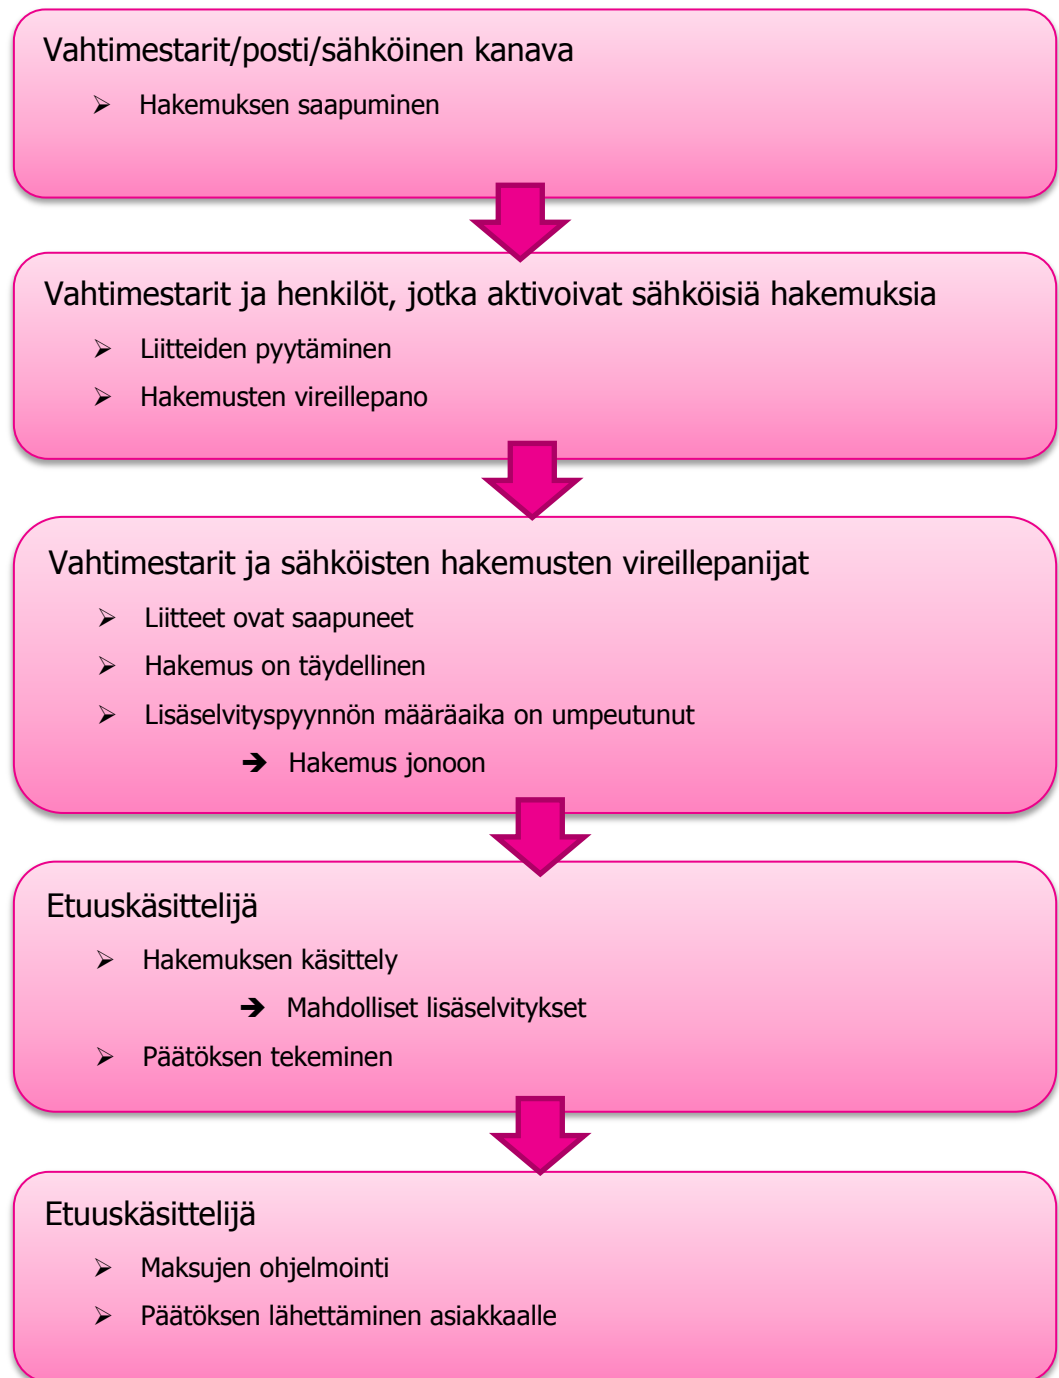 Vahtimestarit/posti/sähköinen kanava
➢ Hakemuksen saapuminen
Vahtimestarit ja henkilöt, jotka aktivoivat sähköisiä hakemuksia
➢ Liitteiden pyytäminen
➢ Hakemusten vireillepano
Vahtimestarit ja sähköisten hakemusten vireillepanijat
➢ Liitteet ovat saapuneet
➢ Hakemus on täydellinen
➢ Lisäselvityspyynnön määräaika on umpeutunut
➔ Hakemus jonoon
Etuuskäsittelijä
➢ Hakemuksen käsittely
➔ Mahdolliset lisäselvitykset
➢ Päätöksen tekeminen
Etuuskäsittelijä
➢ Maksujen ohjelmointi
➢ Päätöksen lähettäminen asiakkaalle